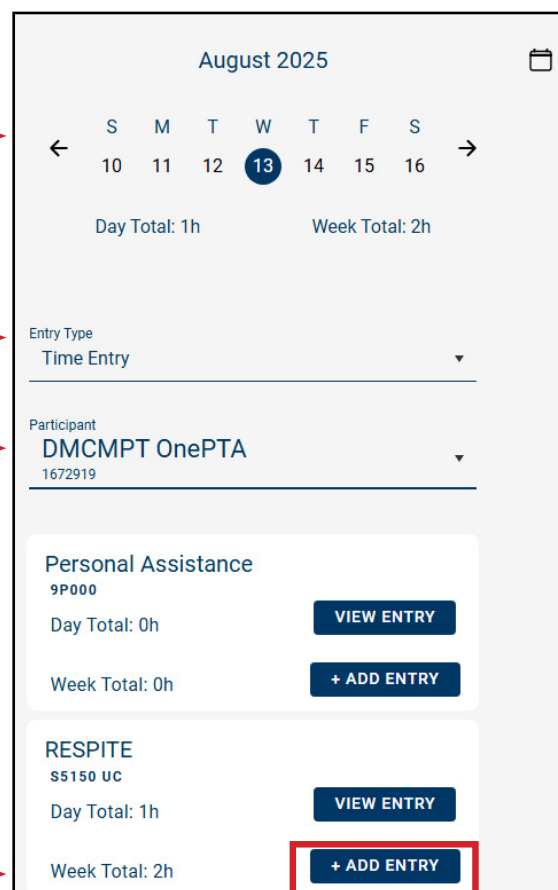 August 2025
S M T W T F S
10 11 12 13 14 15 16
Day Total: 1h Week Total: 2h
Entry Type
Time Entry
Participant
DMCMPT OnePTA
1672919
Personal Assistance
9P000
Day Total: 0h VIEW ENTRY
Week Total: 0h + ADD ENTRY
RESPITE
S5150 UC
Day Total: 1h VIEW ENTRY
Week Total: 2h + ADD ENTRY